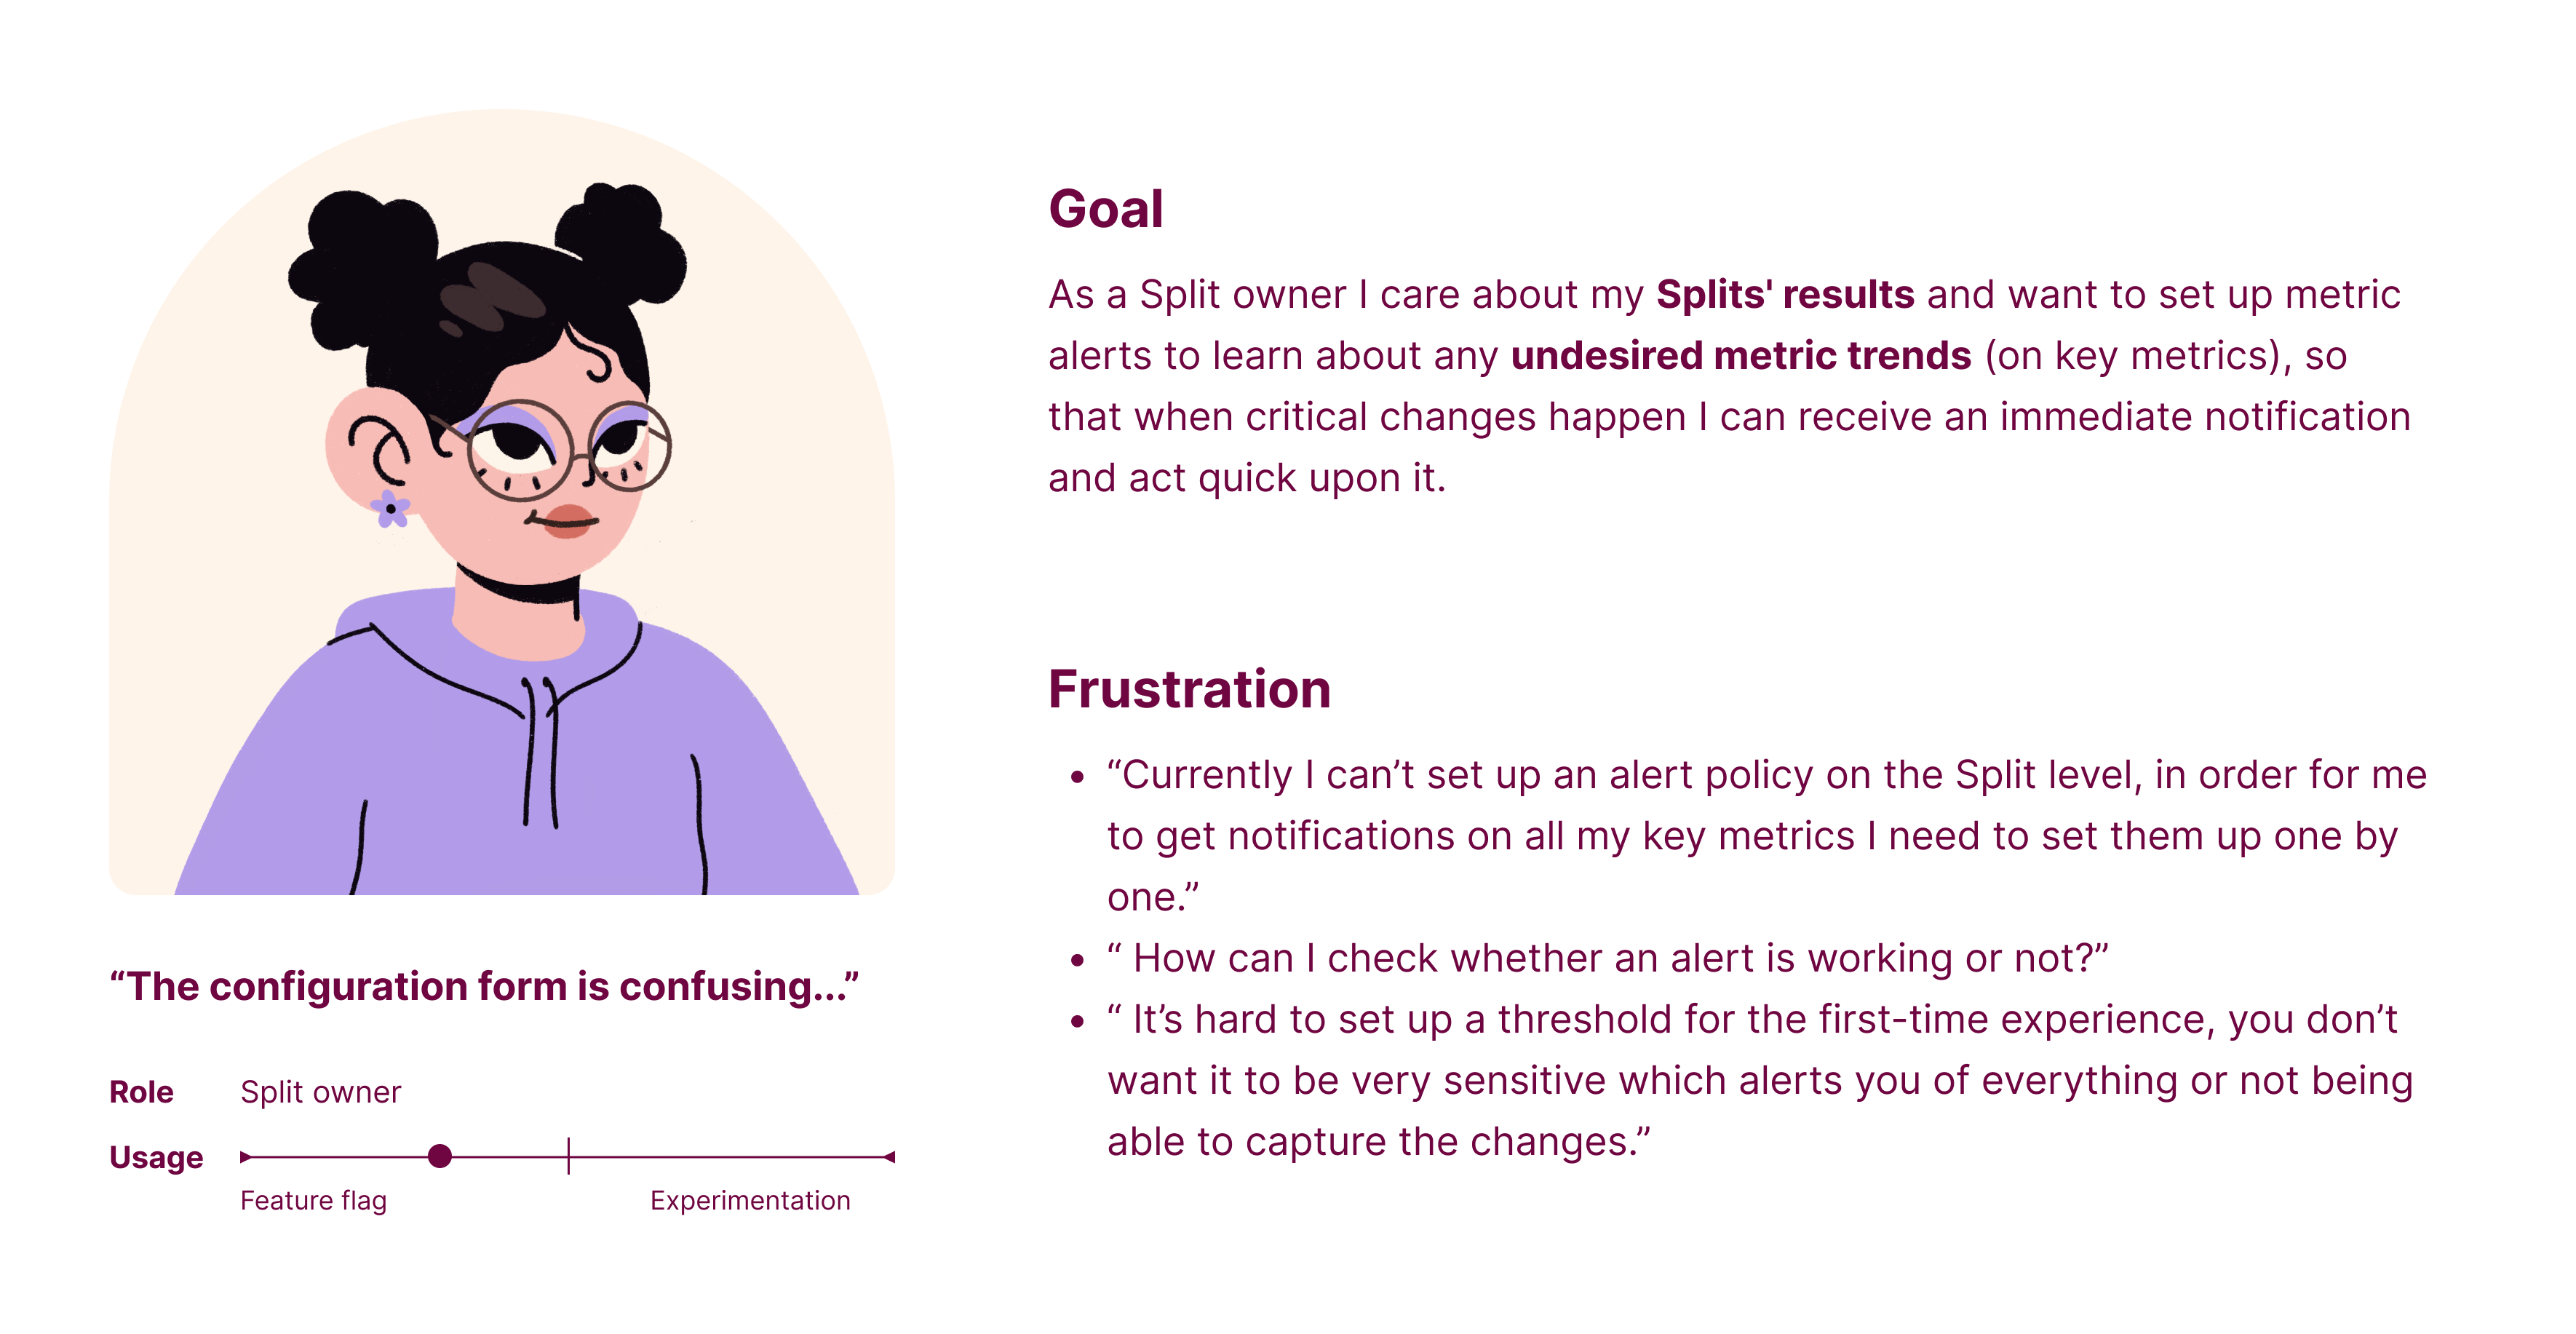 Goal
As a Split owner I care about my Splits' results and want to set up metric
alerts to learn about any undesired metric trends (on key metrics), so
that when critical changes happen I can receive an immediate notification
and act quick upon it.
Frustration
• “Currently I can’t set up an alert policy on the Split level, in order for me
to get notifications on all my key metrics I need to set them up one by
one.”
• “ How can I check whether an alert is working or not?”
• “ It’s hard to set up a threshold for the first-time experience, you don’t
want it to be very sensitive which alerts you of everything or not being
able to capture the changes.”
“The configuration form is confusing...”
Role Split owner
Usage
Feature flag Experimentation